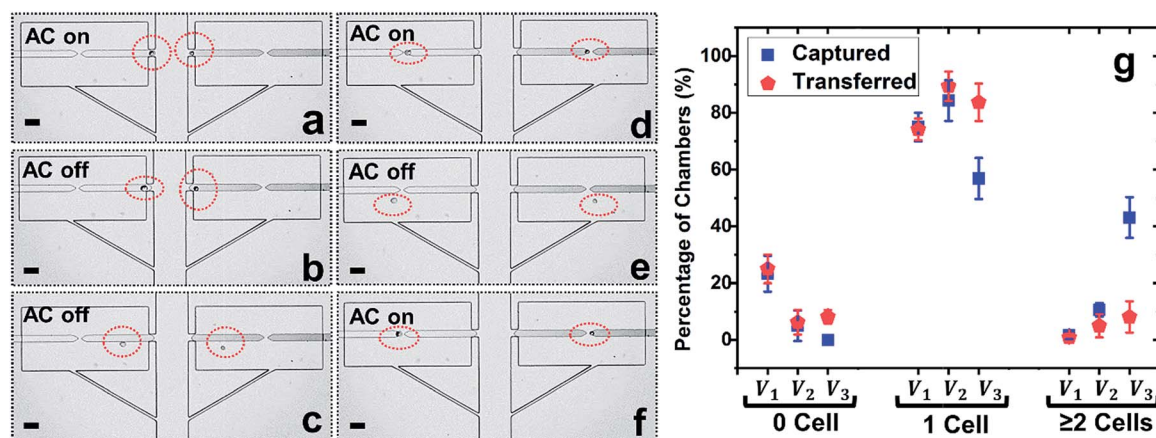 AC on
a
AC on
d
AC off
b
AC off
e
AC off
c
AC on
f
g
Captured
Transferred
Percentage of Chambers (%)
100
80
60
40
20
0
V₁ V₂ V₃ V₁ V₂ V₃ V₁ V₂ V₃
0 Cell 1 Cell ≥2 Cells